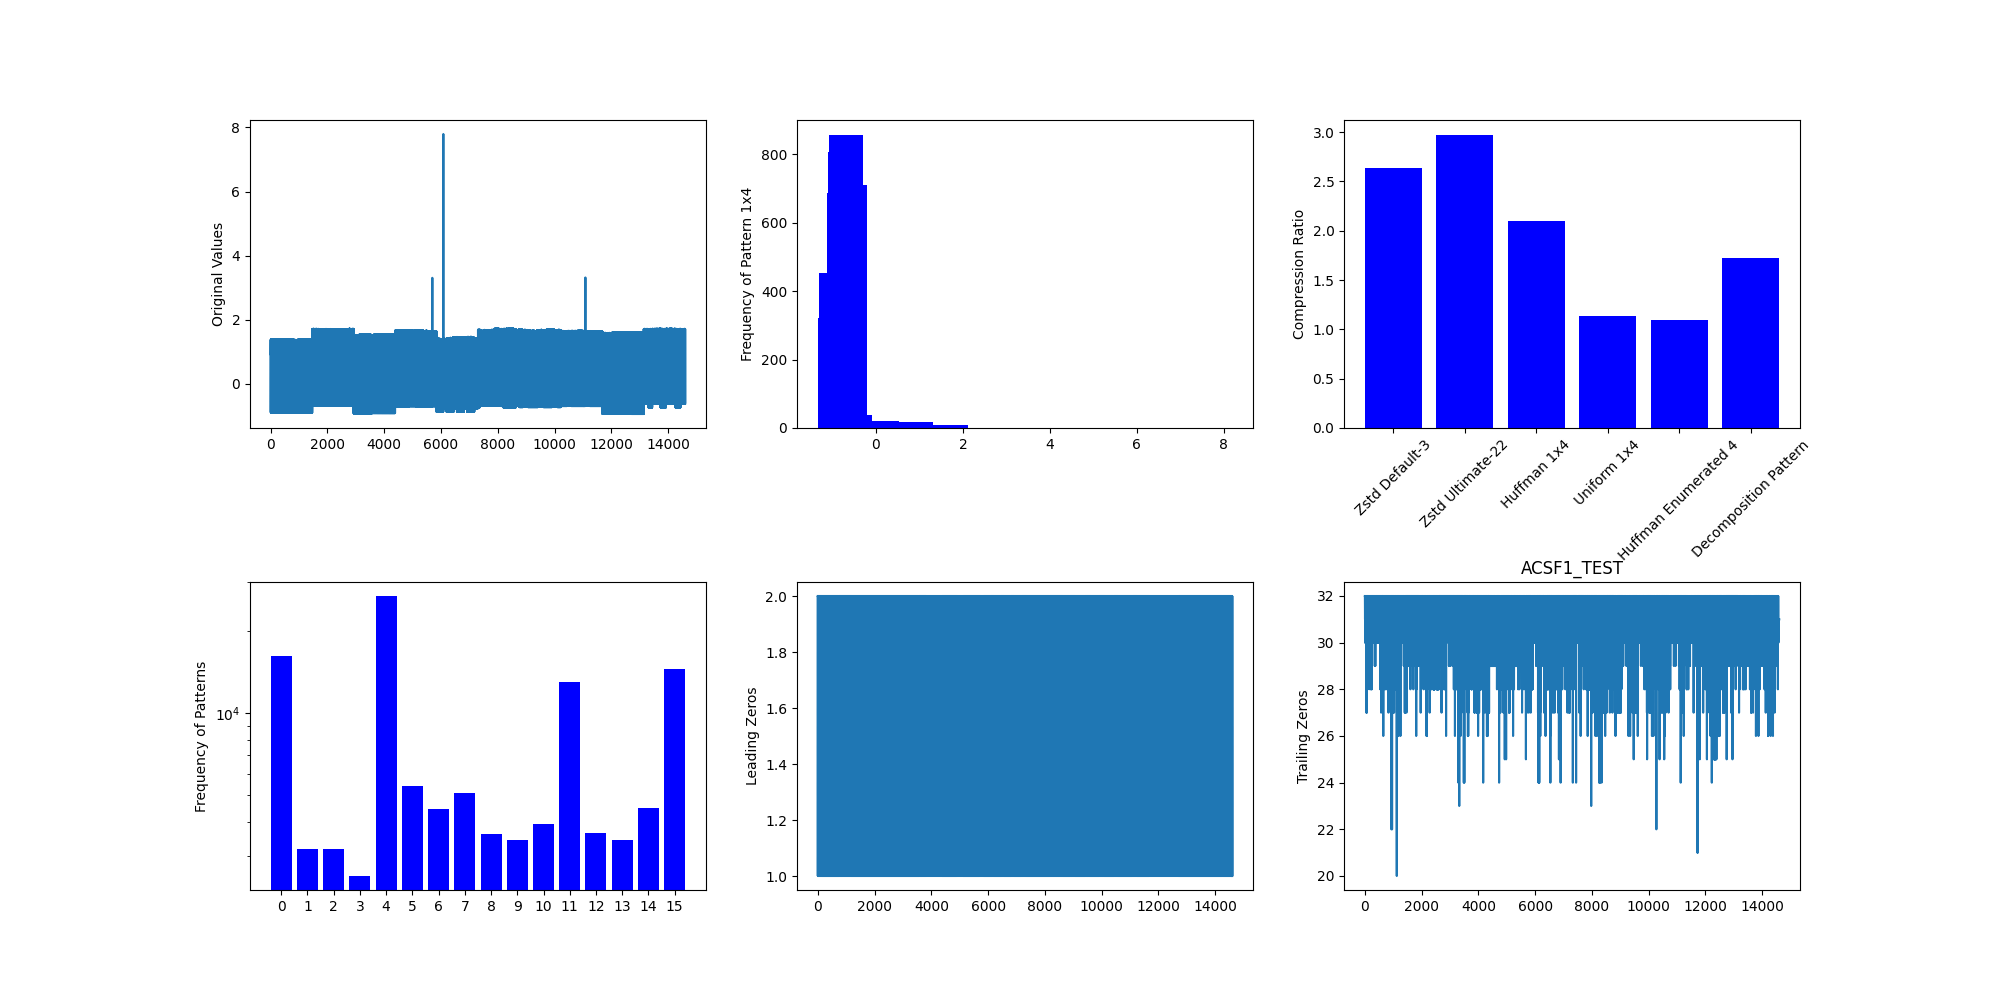 Original Values
8
6
4
2
0
0 2000 4000 6000 8000 10000 12000 14000
Frequency of Pattern 1x4
800
600
400
200
0
0 2 4 6 8
Compression Ratio
3.0
2.5
2.0
1.5
1.0
0.5
0.0
Zstd Default-3
Zstd Ultimate-22
Huffman 1x4
Uniform 1x4
Huffman Enumerated 4
Decomposition Pattern
Frequency of Patterns
10^4
0 1 2 3 4 5 6 7 8 9 10 11 12 13 14 15
Leading Zeros
2.0
1.8
1.6
1.4
1.2
1.0
0 2000 4000 6000 8000 10000 12000 14000
ACSF1_TEST
Trailing Zeros
32
30
28
26
24
22
20
0 2000 4000 6000 8000 10000 12000 14000